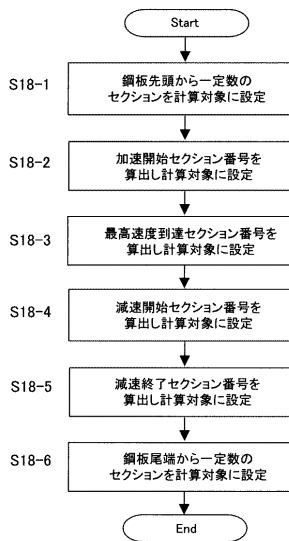 Start
S18-1
鋼板先頭から一定数の
セクションを計算対象に設定
S18-2
加速開始セクション番号を
算出し計算対象に設定
S18-3
最高速度到達セクション番号を
算出し計算対象に設定
S18-4
減速開始セクション番号を
算出し計算対象に設定
S18-5
減速終了セクション番号を
算出し計算対象に設定
S18-6
鋼板尾端から一定数の
セクションを計算対象に設定
End